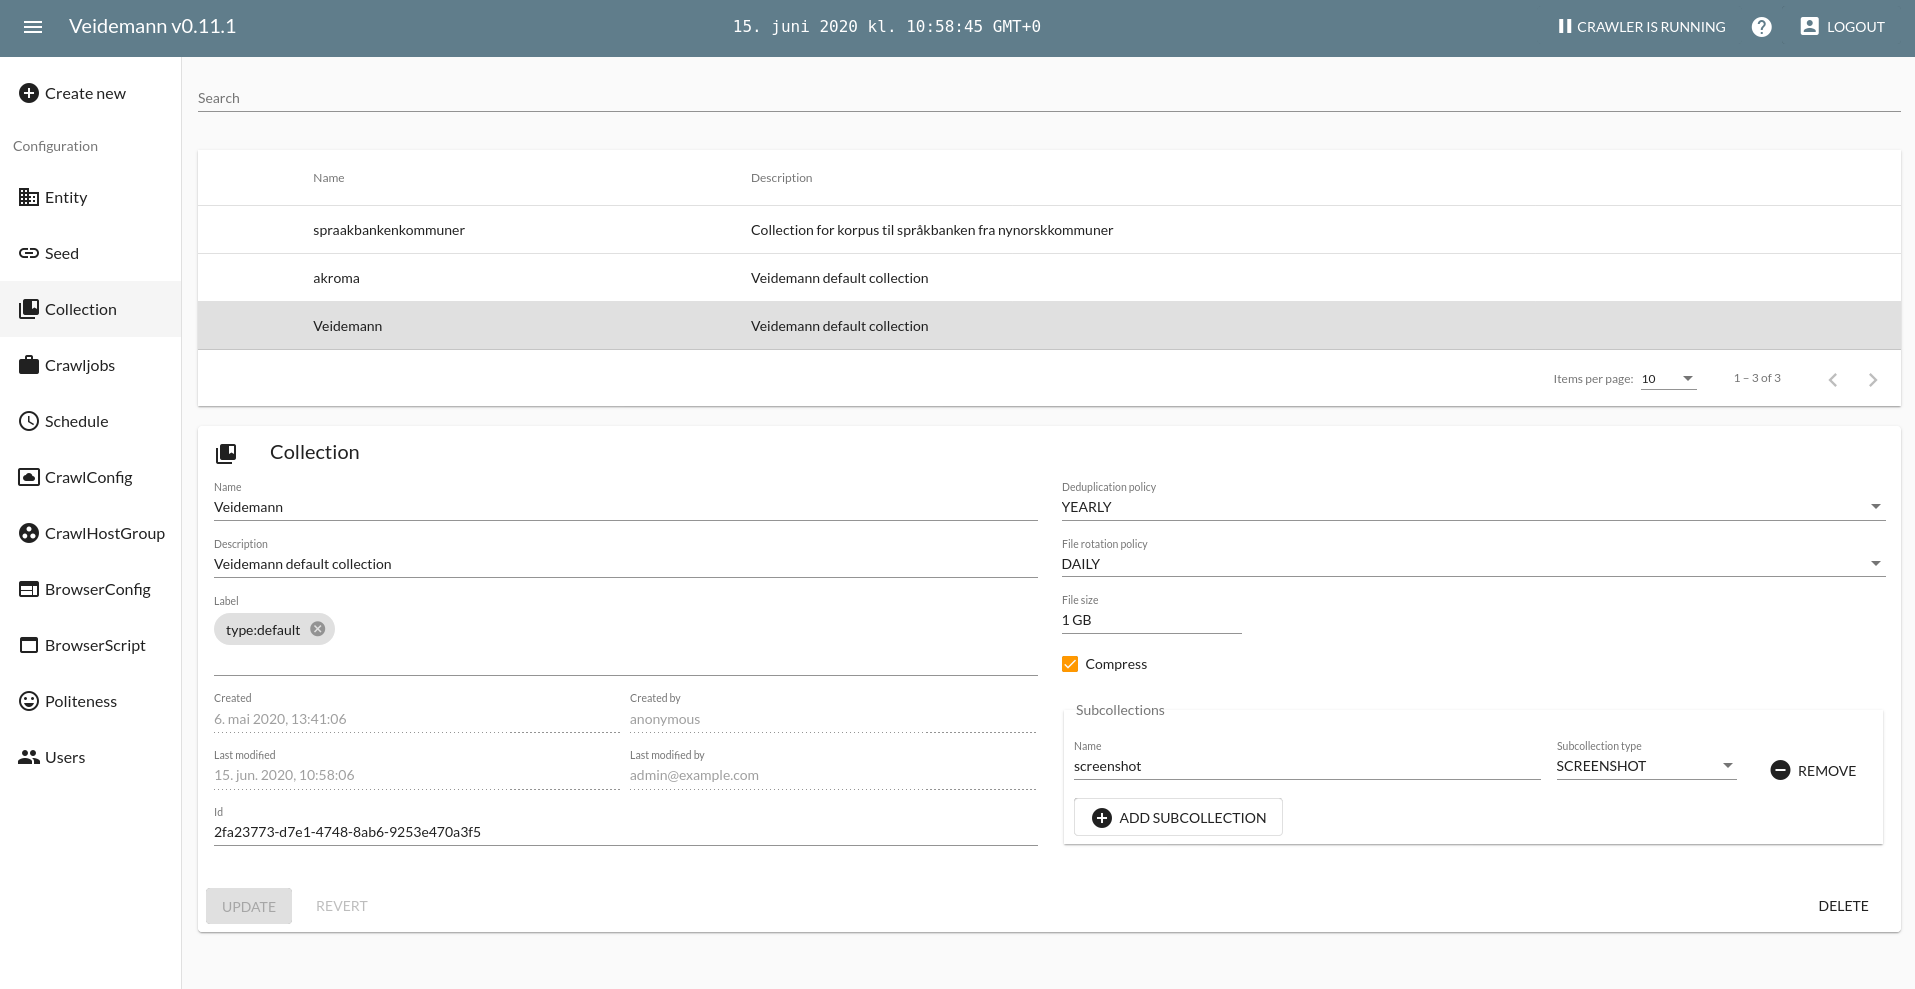 Veidemann v0.11.1
15. juni 2020 kl. 10:58:45 GMT+0
CRAWLER IS RUNNING
LOGOUT
Create new
Configuration
Entity
Seed
Collection
Crawljobs
Schedule
CrawlConfig
CrawlHostGroup
BrowserConfig
BrowserScript
Politeness
Users
Search
Name Description
spraakbankenkommuner Collection for korpus til språkbanken fra nynorskkommuner
akroma Veidemann default collection
Veidemann Veidemann default collection
Items per page: 10 1 – 3 of 3
Collection
Name
Veidemann
Description
Veidemann default collection
Label
type:default
Created Created by
6. mai 2020, 13:41:06 anonymous
Last modified Last modified by
15. jun. 2020, 10:58:06 admin@example.com
Id
2fa23773-d7e1-4748-8ab6-9253e470a3f5
Deduplication policy
YEARLY
File rotation policy
DAILY
File size
1 GB
Compress
Subcollections
Name Subcollection type
screenshot SCREENSHOT REMOVE
ADD SUBCOLLECTION
UPDATE REVERT DELETE